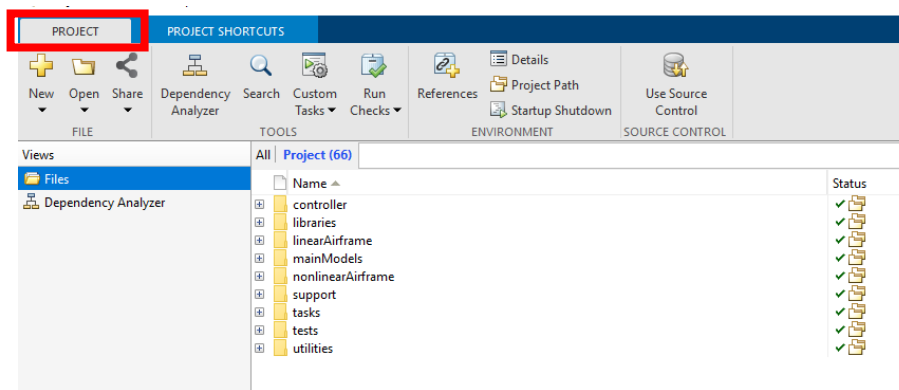 PROJECT PROJECT SHORTCUTS
New Open Share Dependency Analyzer Search Custom Tasks Run Checks References Details Project Path Startup Shutdown Use Source Control
FILE TOOLS ENVIRONMENT SOURCE CONTROL
Views All Project (66)
Files Name Status
Dependency Analyzer
controller
libraries
linearAirframe
mainModels
nonlinearAirframe
support
tasks
tests
utilities